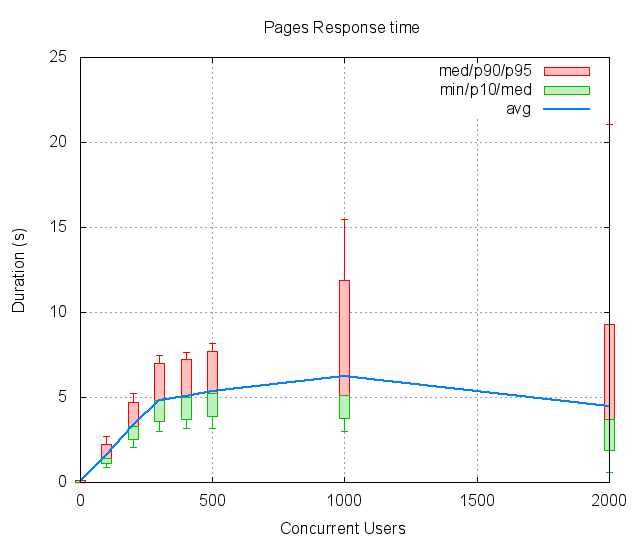 Pages Response time
25
med/p90/p95
min/p10/med
avg
20
15
Duration (s)
10
5
0
0 500 1000 1500 2000
Concurrent Users